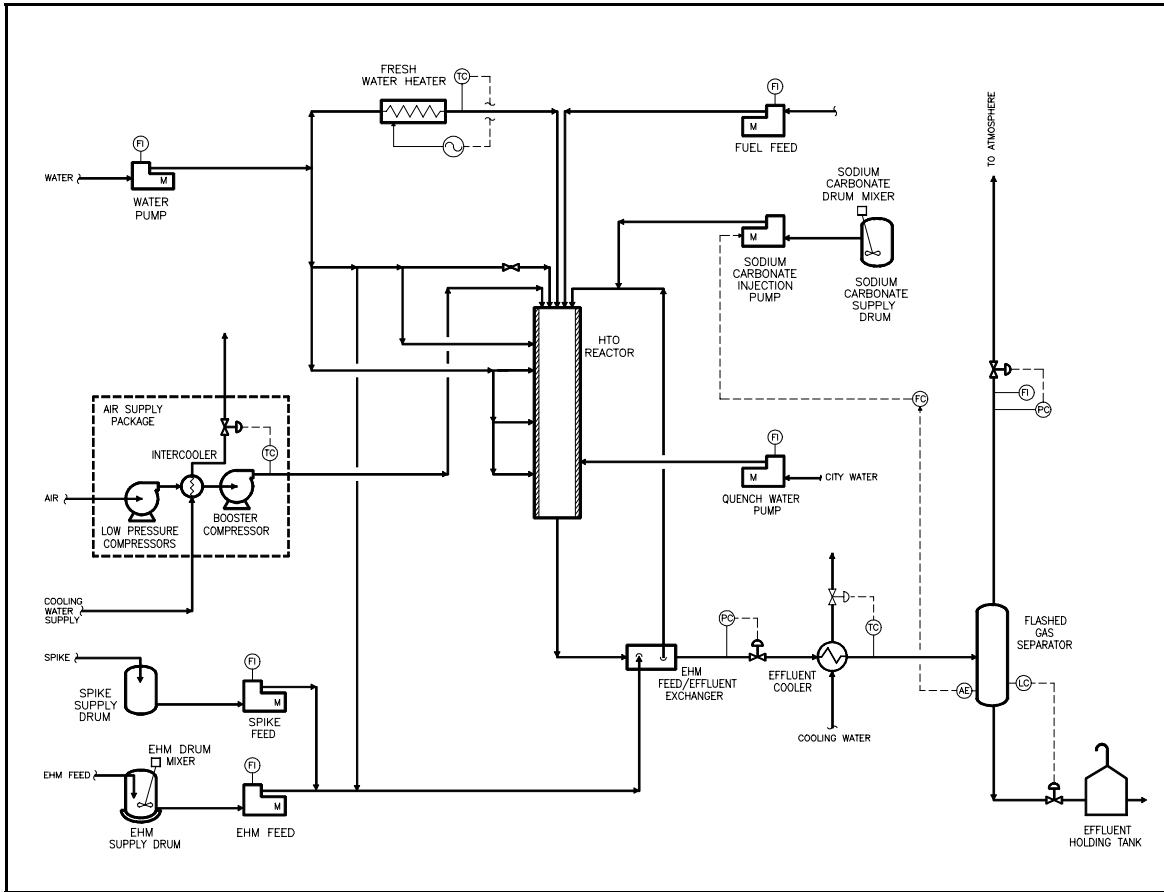 FRESH
WATER HEATER
TC
FI
M
FUEL FEED
TO ATMOSPHERE
FI
WATER
M
WATER
PUMP
SODIUM
CARBONATE
DRUM MIXER
M
SODIUM
CARBONATE
INJECTION
PUMP
SODIUM
CARBONATE
SUPPLY
DRUM
HTO
REACTOR
FC
FI
PC
AIR SUPPLY
PACKAGE
INTERCOOLER
TC
AIR
LOW PRESSURE
COMPRESSORS
BOOSTER
COMPRESSOR
FI
M
CITY WATER
QUENCH WATER
PUMP
COOLING
WATER
SUPPLY
SPIKE
SPIKE
SUPPLY
DRUM
FI
M
SPIKE
FEED
PC
TC
EHM
FEED/EFFLUENT
EXCHANGER
EFFLUENT
COOLER
COOLING WATER
FLASHED
GAS
SEPARATOR
AE
LC
EHM DRUM
MIXER
EHM FEED
EHM
SUPPLY DRUM
FI
M
EHM FEED
EFFLUENT
HOLDING TANK